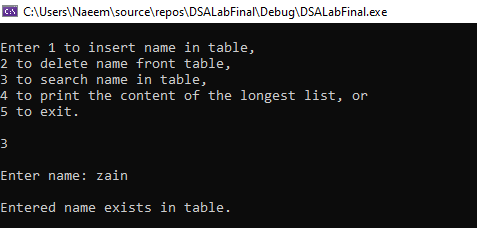 C:\Users\Naeem\source\repos\DSALabFinal\Debug\DSALabFinal.exe
Enter 1 to insert name in table,
2 to delete name front table,
3 to search name in table,
4 to print the content of the longest list, or
5 to exit.
3
Enter name: zain
Entered name exists in table.